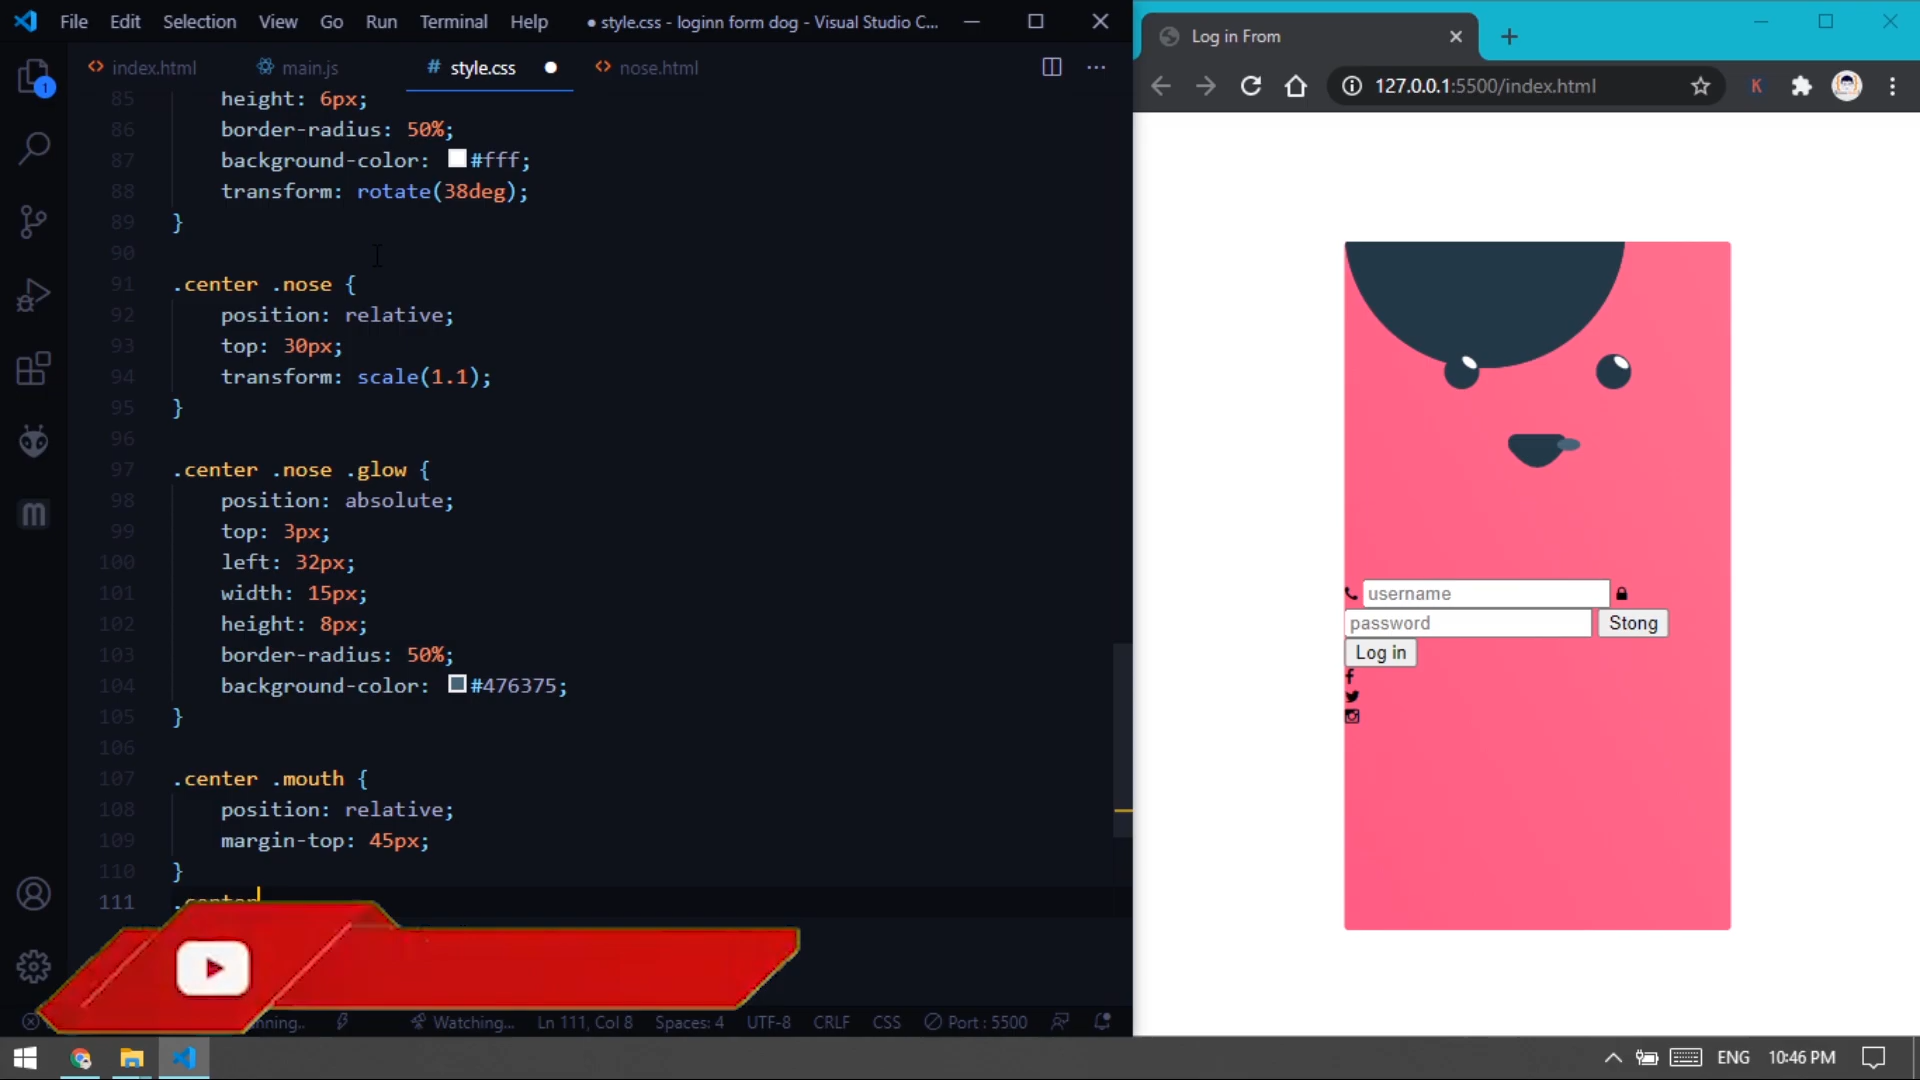 File Edit Selection View Go Run Terminal Help
● style.css - loginn form dog - Visual Studio C...
index.html
main.js
# style.css
nose.html
85 height: 6px;
86 border-radius: 50%;
87 background-color: #fff;
88 transform: rotate(38deg);
89 }
90
91 .center .nose {
92 position: relative;
93 top: 30px;
94 transform: scale(1.1);
95 }
96
97 .center .nose .glow {
98 position: absolute;
99 top: 3px;
100 left: 32px;
101 width: 15px;
102 height: 8px;
103 border-radius: 50%;
104 background-color: #476375;
105 }
106
107 .center .mouth {
108 position: relative;
109 margin-top: 45px;
110 }
111 .center
1
m
Watching... Ln 111, Col 8 Spaces: 4 UTF-8 CRLF CSS Port : 5500
Log in From
127.0.0.1:5500/index.html
K
username
password
Stong
Log in
ENG 10:46 PM